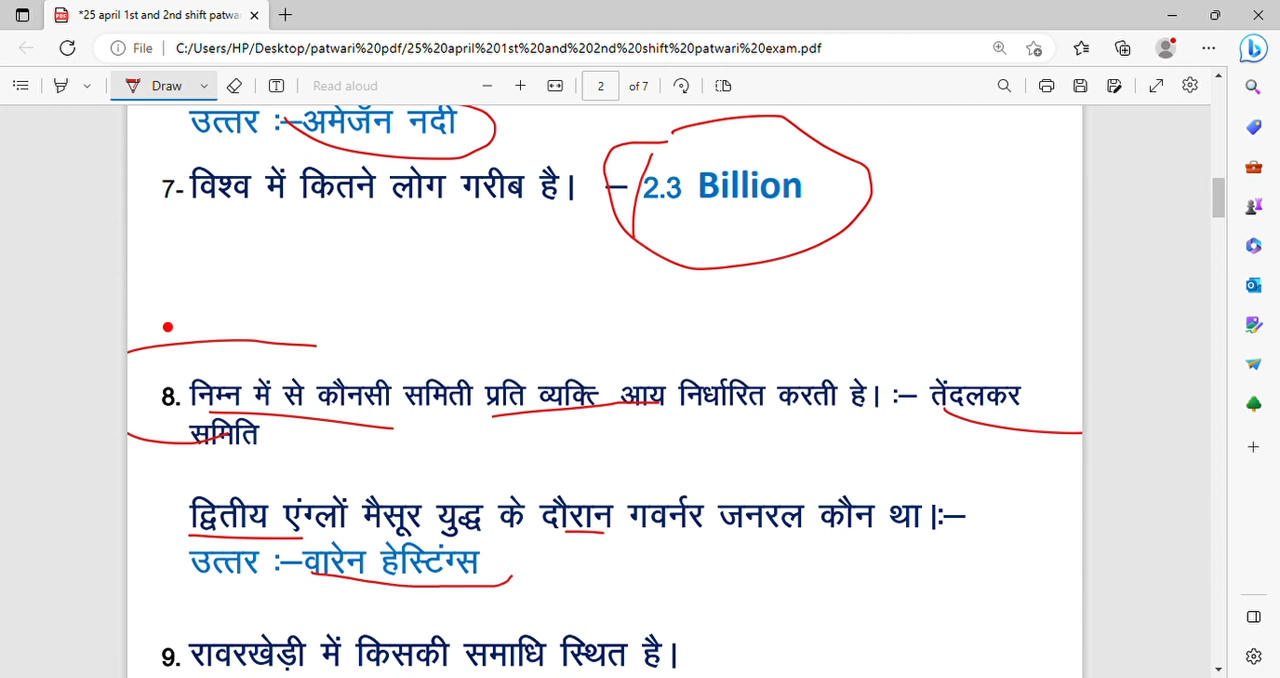 *25 april 1st and 2nd shift patwa
File C:/Users/HP/Desktop/patwari%20pdf/25%20april%201st%20and%202nd%20shift%20patwari%20exam.pdf
Draw Read aloud 2 of 7
उत्तर :–अमेजॅन नदी
7- विश्व में कितने लोग गरीब है। – 2.3 Billion
8. निम्न में से कौनसी समिती प्रति व्यक्ति आय निर्धारित करती हे। :– तेंदलकर
समिति
द्वितीय एंग्लों मैसूर युद्ध के दौरान गवर्नर जनरल कौन था।:–
उत्तर :–वारेन हेस्टिंग्स
9. रावरखेड़ी में किसकी समाधि स्थित है।